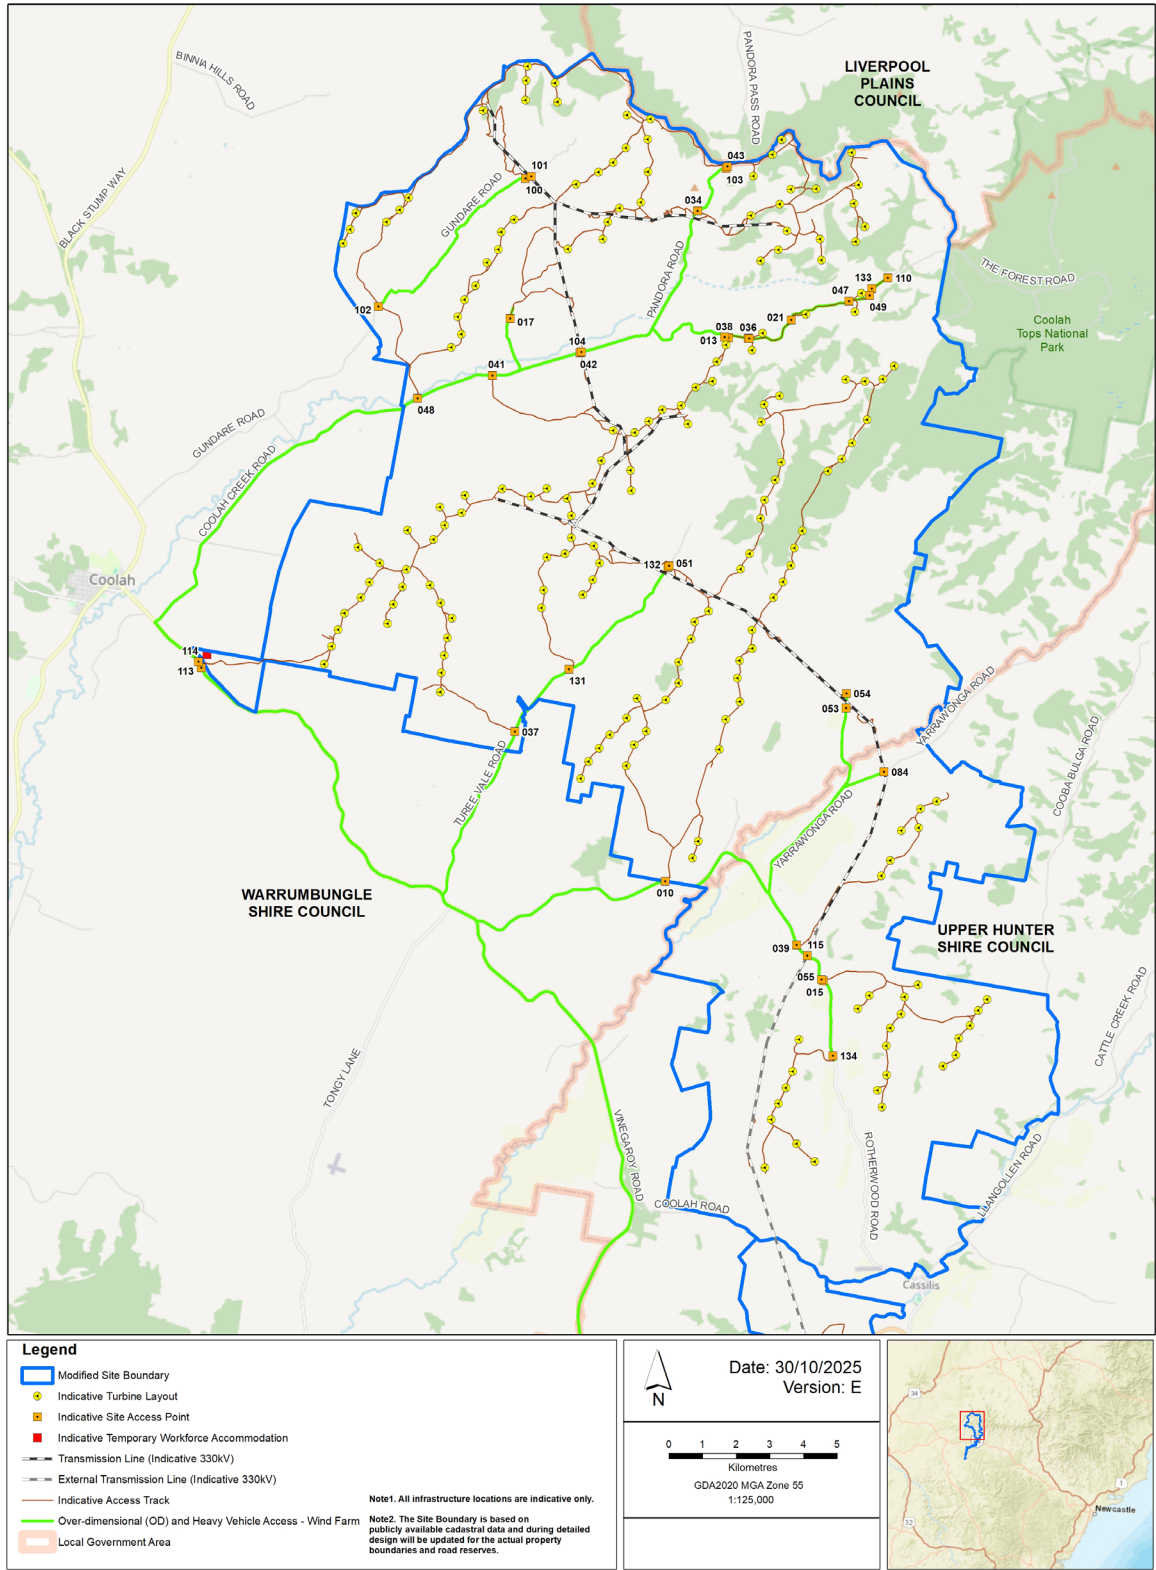 BINNIA HILLS ROAD
PANDORA PASS ROAD
LIVERPOOL
PLAINS
COUNCIL
BLACK STUMP WAY
101
100
GUNDARE ROAD
043
103
034
THE FOREST ROAD
PANDORA ROAD
133
110
047
049
102
017
021
038
036
013
Coolah
Tops National
Park
104
042
041
048
GUNDARE ROAD
COOLAH CREEK ROAD
132
051
Coolah
114
113
131
054
053
YARRAWONGA ROAD
037
TUREE VALE ROAD
084
COOBA BULGA ROAD
YARRAWONGA ROAD
WARRUMBUNGLE
SHIRE COUNCIL
010
UPPER HUNTER
SHIRE COUNCIL
039
115
055
015
CATTLE CREEK ROAD
134
TONGY LANE
VINEGAROY ROAD
ROTHERWOOD ROAD
LLANGOLLEN ROAD
COOLAH ROAD
Cassilis
Legend
Modified Site Boundary
Indicative Turbine Layout
Indicative Site Access Point
Indicative Temporary Workforce Accommodation
Transmission Line (Indicative 330kV)
External Transmission Line (Indicative 330kV)
Indicative Access Track
Over-dimensional (OD) and Heavy Vehicle Access - Wind Farm
Local Government Area
Note1. All infrastructure locations are indicative only.
Note2. The Site Boundary is based on
publicly available cadastral data and during detailed
design will be updated for the actual property
boundaries and road reserves.
N
Date: 30/10/2025
Version: E
0 1 2 3 4 5
Kilometres
GDA2020 MGA Zone 55
1:125,000
34
1
Newcastle
32